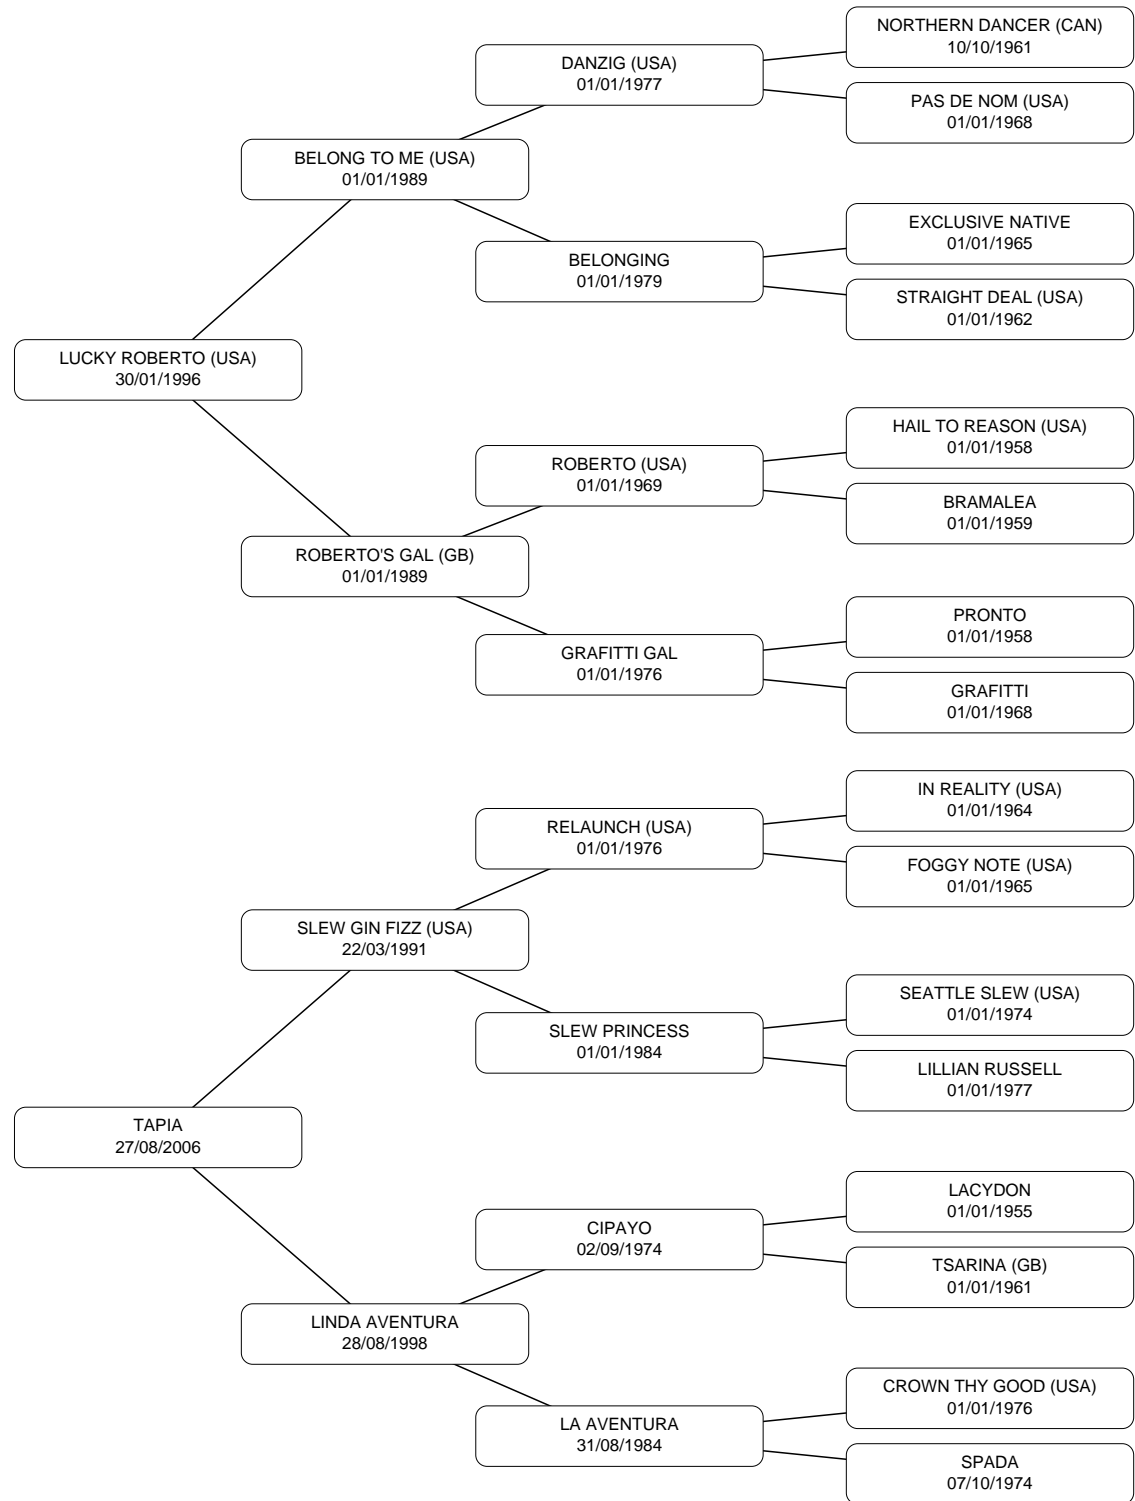 NORTHERN DANCER (CAN)
10/10/1961
DANZIG (USA)
01/01/1977
PAS DE NOM (USA)
01/01/1968
BELONG TO ME (USA)
01/01/1989
EXCLUSIVE NATIVE
01/01/1965
BELONGING
01/01/1979
STRAIGHT DEAL (USA)
01/01/1962
LUCKY ROBERTO (USA)
30/01/1996
HAIL TO REASON (USA)
01/01/1958
ROBERTO (USA)
01/01/1969
BRAMALEA
01/01/1959
ROBERTO'S GAL (GB)
01/01/1989
PRONTO
01/01/1958
GRAFITTI GAL
01/01/1976
GRAFITTI
01/01/1968
IN REALITY (USA)
01/01/1964
RELAUNCH (USA)
01/01/1976
FOGGY NOTE (USA)
01/01/1965
SLEW GIN FIZZ (USA)
22/03/1991
SEATTLE SLEW (USA)
01/01/1974
SLEW PRINCESS
01/01/1984
LILLIAN RUSSELL
01/01/1977
TAPIA
27/08/2006
LACYDON
01/01/1955
CIPAYO
02/09/1974
TSARINA (GB)
01/01/1961
LINDA AVENTURA
28/08/1998
CROWN THY GOOD (USA)
01/01/1976
LA AVENTURA
31/08/1984
SPADA
07/10/1974